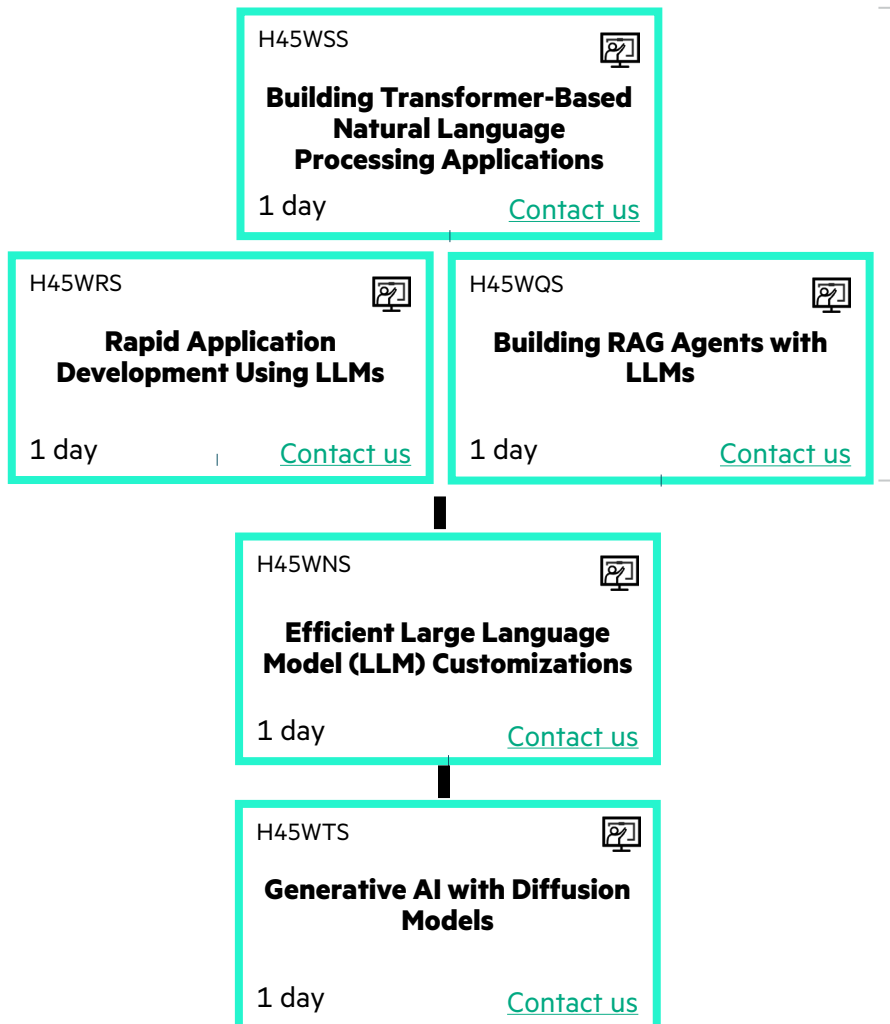 H45WSS
Building Transformer-Based
Natural Language
Processing Applications
1 day
Contact us
H45WRS
Rapid Application
Development Using LLMs
1 day
Contact us
H45WQS
Building RAG Agents with
LLMs
1 day
Contact us
H45WNS
Efficient Large Language
Model (LLM) Customizations
1 day
Contact us
H45WTS
Generative AI with Diffusion
Models
1 day
Contact us